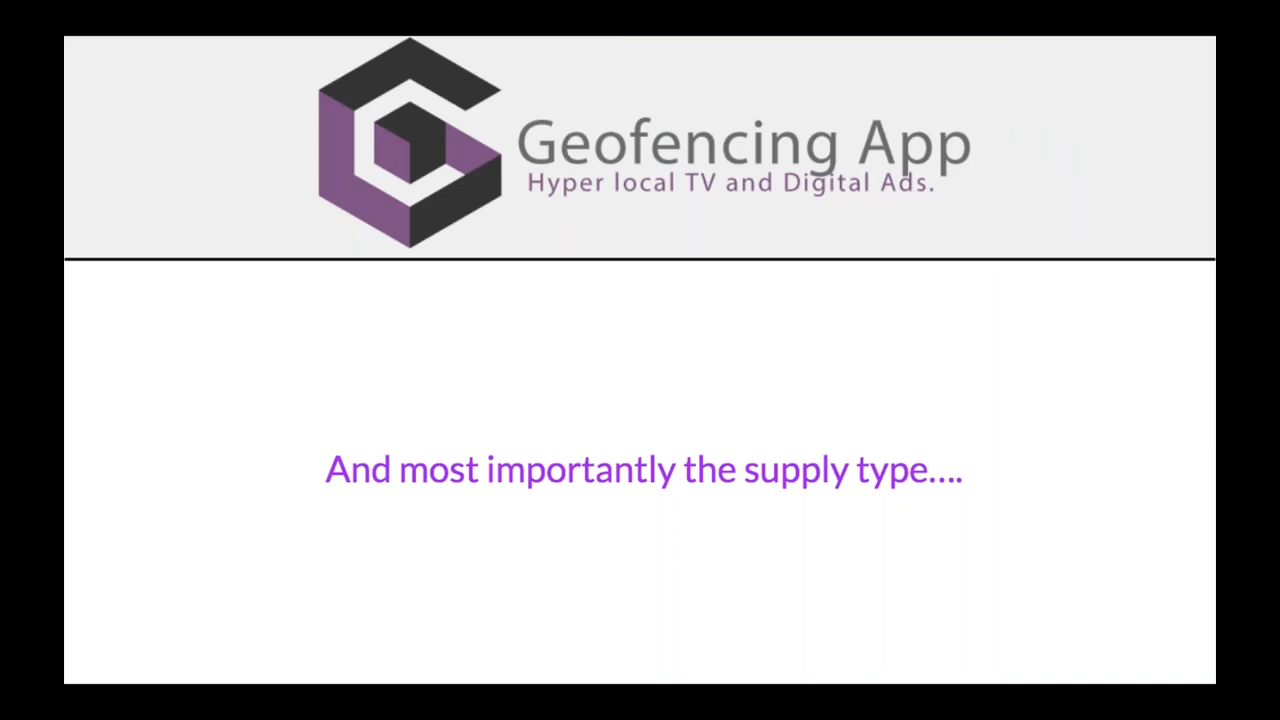 Geofencing App
Hyper local TV and Digital Ads.
And most importantly the supply type....